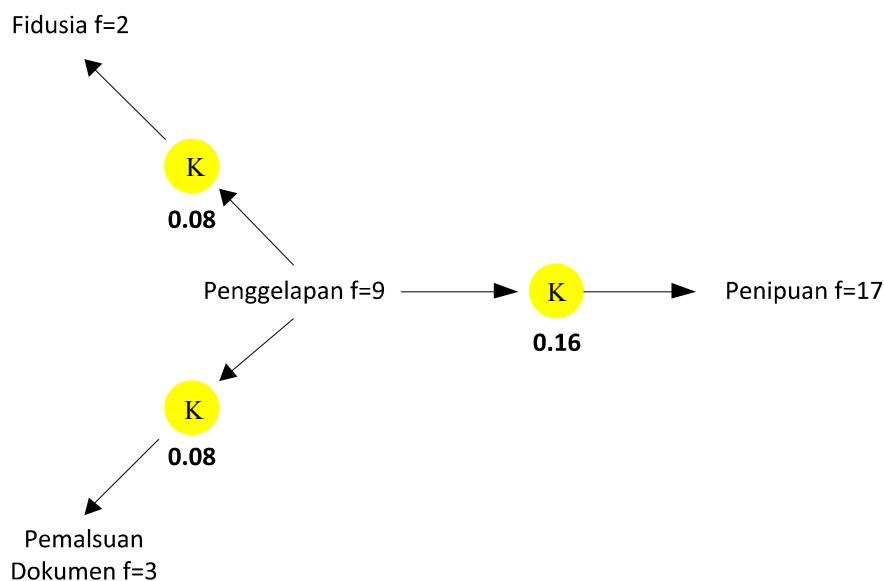 Fidusia f=2
K
0.08
Penggelapan f=9
K
0.16
Penipuan f=17
K
0.08
Pemalsuan
Dokumen f=3